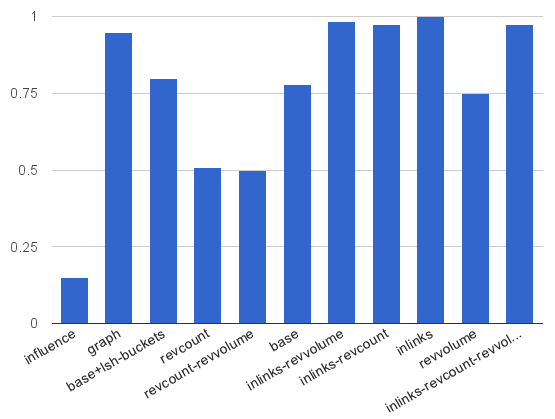 1
0.75
0.5
0.25
0
influence
graph
base+lsh-buckets
revcount
revcount-revvolume
base
inlinks-revvolume
inlinks-revcount
inlinks
revvolume
inlinks-revcount-revvol...